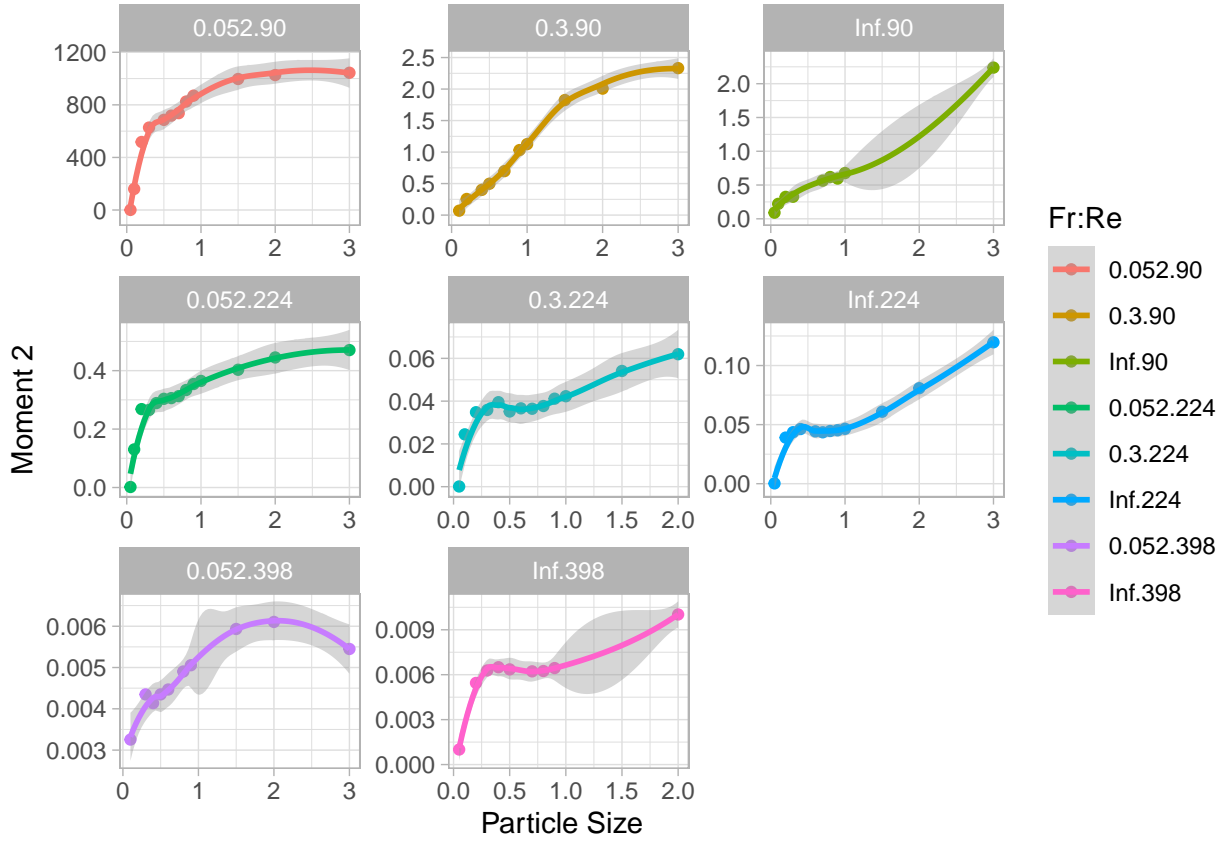 0.052.90
0.3.90
Inf.90
1200
800
400
0
2.5
2.0
1.5
1.0
0.5
0.0
2.0
1.5
1.0
0.5
0.0
0 1 2 3
0 1 2 3
0 1 2 3
0.052.224
0.3.224
Inf.224
0.4
0.2
0.0
0.06
0.04
0.02
0.00
0.10
0.05
0.00
0 1 2 3
0.0 0.5 1.0 1.5 2.0
0 1 2 3
0.052.398
Inf.398
0.006
0.005
0.004
0.003
0.009
0.006
0.003
0.000
0 1 2 3
0.0 0.5 1.0 1.5 2.0
Moment 2
Particle Size
Fr:Re
0.052.90
0.3.90
Inf.90
0.052.224
0.3.224
Inf.224
0.052.398
Inf.398